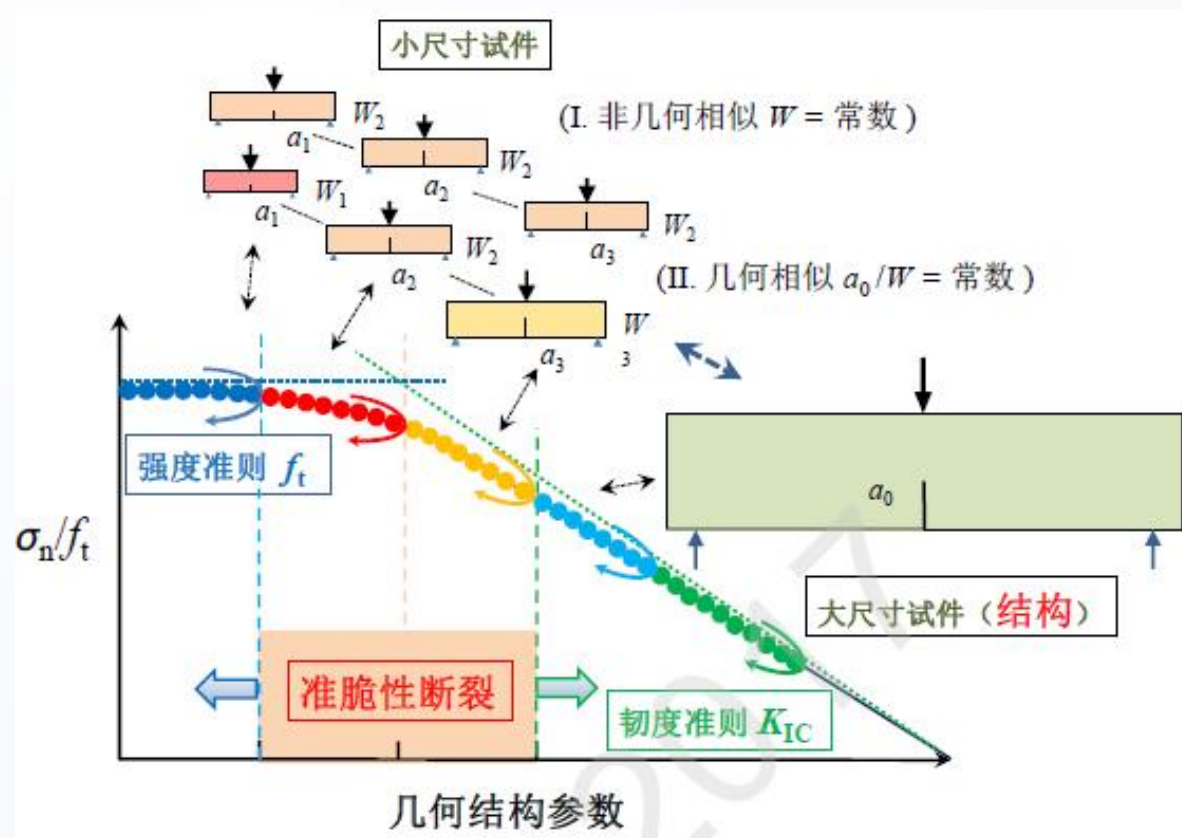 小尺寸试件
W₂
(I. 非几何相似 W = 常数 )
a₁
W₂
W₁
a₂
a₁
W₂
W₂
a₃
(II. 几何相似 a₀/W = 常数 )
a₂
W
3
a₃
强度准则 fₜ
a₀
σₙ/fₜ
大尺寸试件（结构）
准脆性断裂
韧度准则 K_IC
几何结构参数
2017